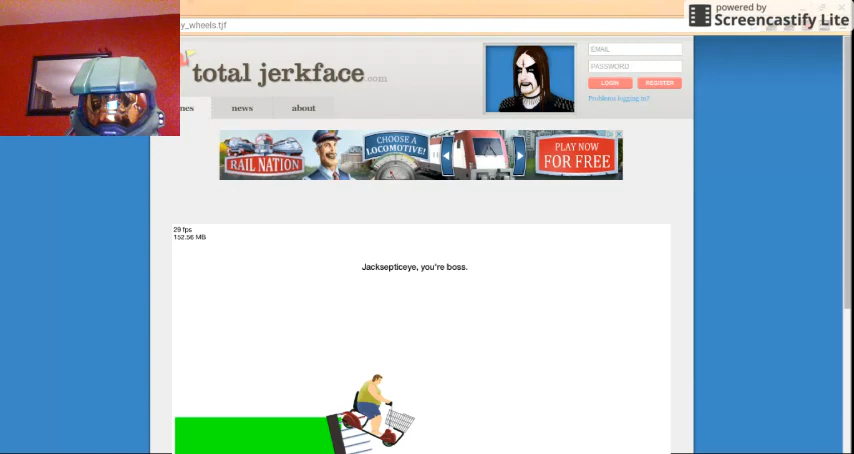 powered by
Screencastify Lite
y_wheels.tjf
total jerkface.com
EMAIL
PASSWORD
LOGIN REGISTER
Problems logging in?
mes news about
RAIL NATION
CHOOSE A
LOCOMOTIVE!
PLAY NOW
FOR FREE
29 fps
152.56 MB
Jacksepticeye, you're boss.